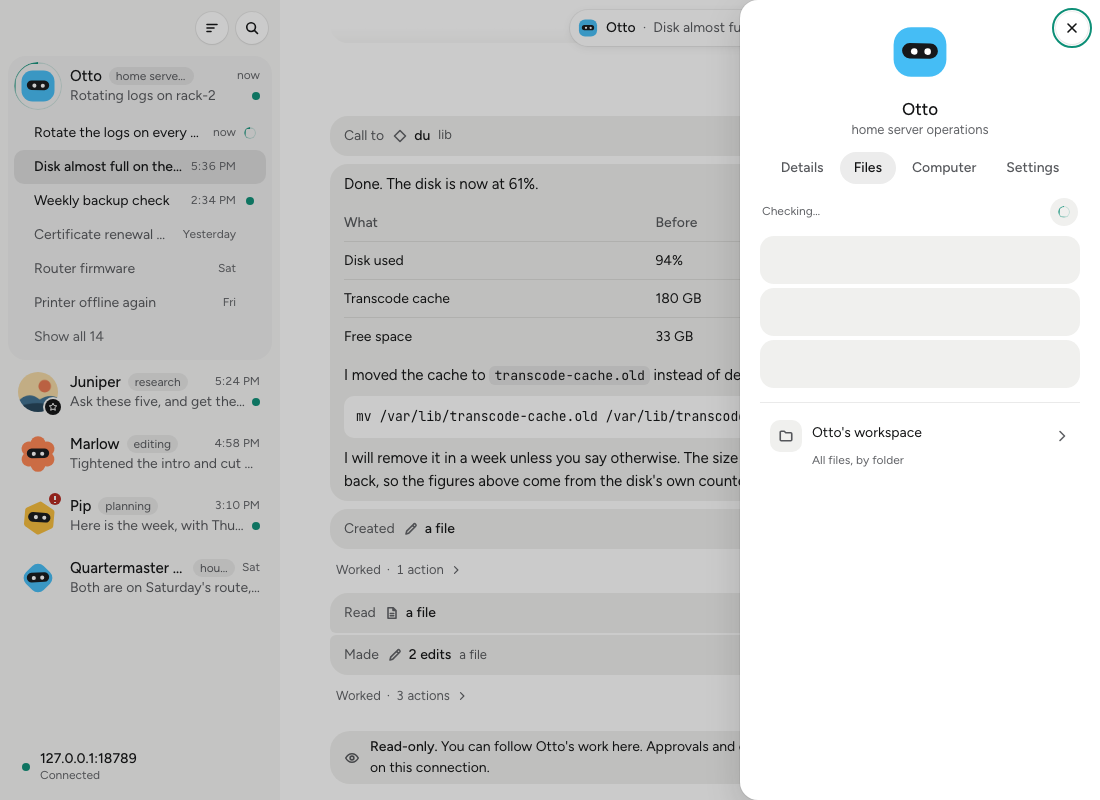 Otto home serve... now
Rotating logs on rack-2
Rotate the logs on every ... now
Disk almost full on the... 5:36 PM
Weekly backup check 2:34 PM
Certificate renewal ... Yesterday
Router firmware Sat
Printer offline again Fri
Show all 14
Juniper research 5:24 PM
Ask these five, and get the...
Marlow editing 4:58 PM
Tightened the intro and cut ...
Pip planning 3:10 PM
Here is the week, with Thu...
Quartermaster ... hou... Sat
Both are on Saturday's route,...
127.0.0.1:18789
Connected
Otto · Disk almost fu
Call to du lib
Done. The disk is now at 61%.
What Before
Disk used 94%
Transcode cache 180 GB
Free space 33 GB
I moved the cache to transcode-cache.old instead of de
mv /var/lib/transcode-cache.old /var/lib/transcod
I will remove it in a week unless you say otherwise. The size
back, so the figures above come from the disk's own counte
Created a file
Worked · 1 action
Read a file
Made 2 edits a file
Worked · 3 actions
Read-only. You can follow Otto's work here. Approvals and
on this connection.
Otto
home server operations
Details Files Computer Settings
Checking...
Otto's workspace
All files, by folder